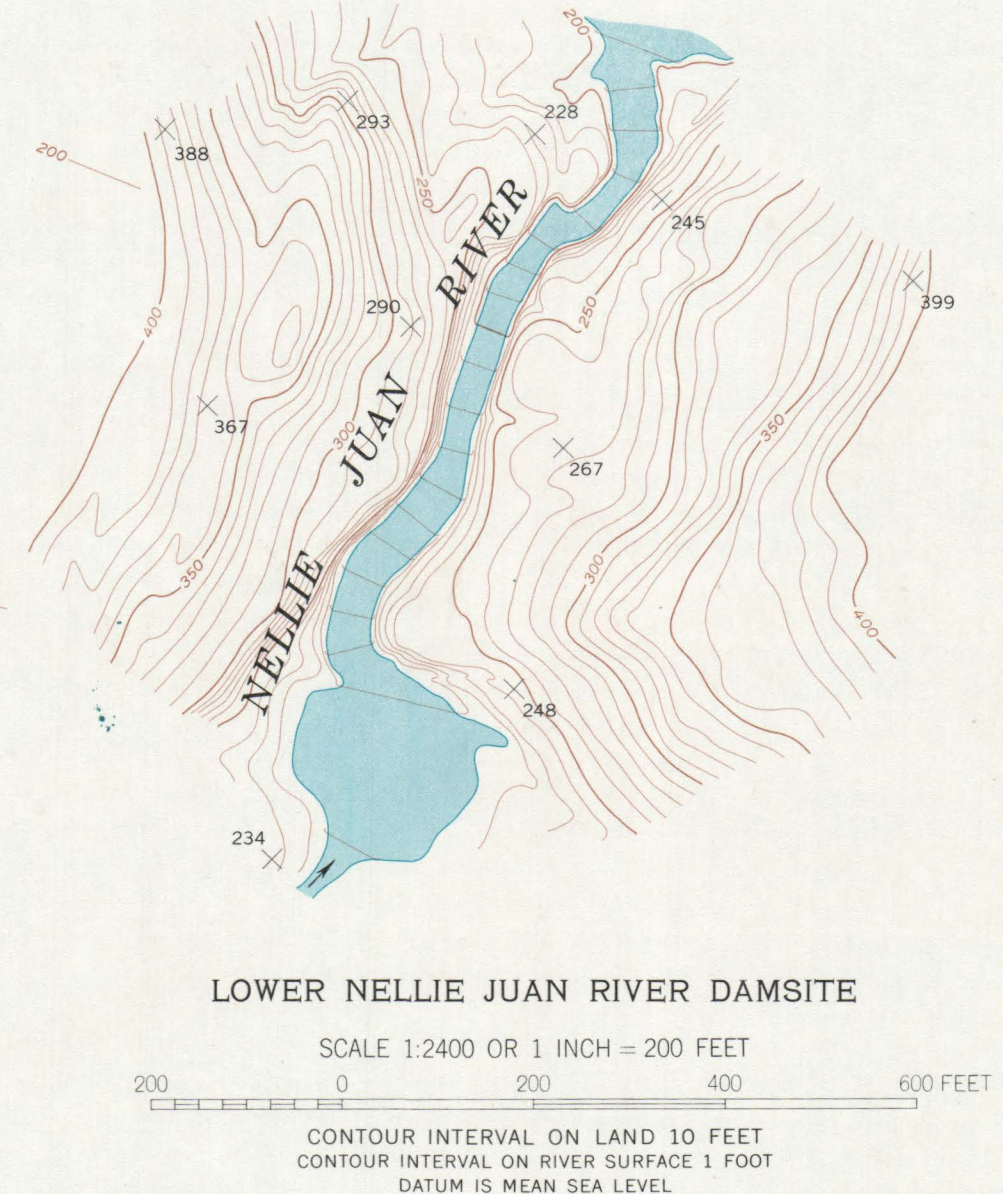 200
293
228
388
200
250
245
RIVER
399
290
250
400
JUAN
367
350
300
267
350
300
NELLIE
400
248
234
LOWER NELLIE JUAN RIVER DAMSITE
SCALE 1:2400 OR 1 INCH = 200 FEET
200 0 200 400 600 FEET
CONTOUR INTERVAL ON LAND 10 FEET
CONTOUR INTERVAL ON RIVER SURFACE 1 FOOT
DATUM IS MEAN SEA LEVEL